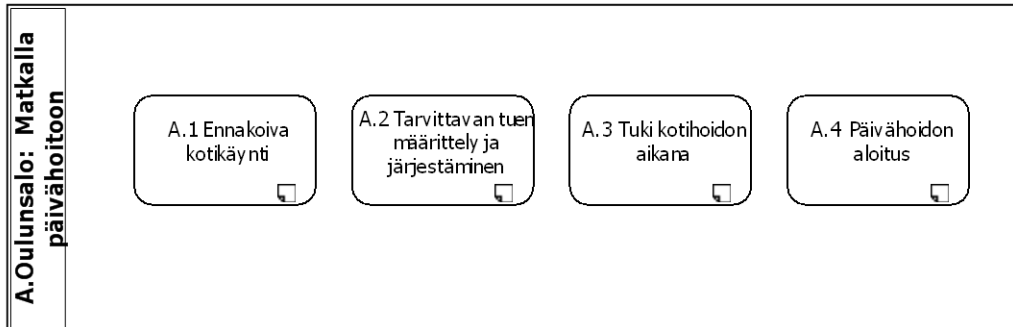 A.Oulunsalo: Matkalla
päivähoitoon
A.1 Ennakoiva
kotikäynti
A.2 Tarvittavan tuen
määrittely ja
järjestäminen
A.3 Tuki kotihoidon
aikana
A.4 Päivähoidon
aloitus